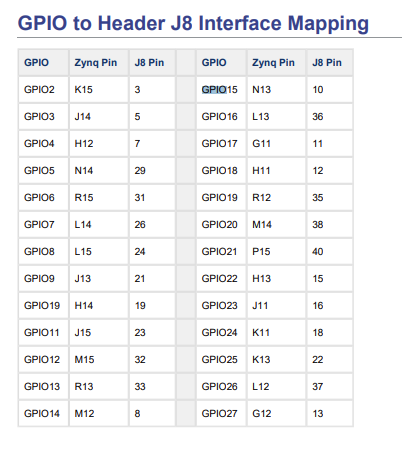 GPIO to Header J8 Interface Mapping
GPIO Zynq Pin J8 Pin GPIO Zynq Pin J8 Pin
GPIO2 K15 3 GPIO15 N13 10
GPIO3 J14 5 GPIO16 L13 36
GPIO4 H12 7 GPIO17 G11 11
GPIO5 N14 29 GPIO18 H11 12
GPIO6 R15 31 GPIO19 R12 35
GPIO7 L14 26 GPIO20 M14 38
GPIO8 L15 24 GPIO21 P15 40
GPIO9 J13 21 GPIO22 H13 15
GPIO19 H14 19 GPIO23 J11 16
GPIO11 J15 23 GPIO24 K11 18
GPIO12 M15 32 GPIO25 K13 22
GPIO13 R13 33 GPIO26 L12 37
GPIO14 M12 8 GPIO27 G12 13